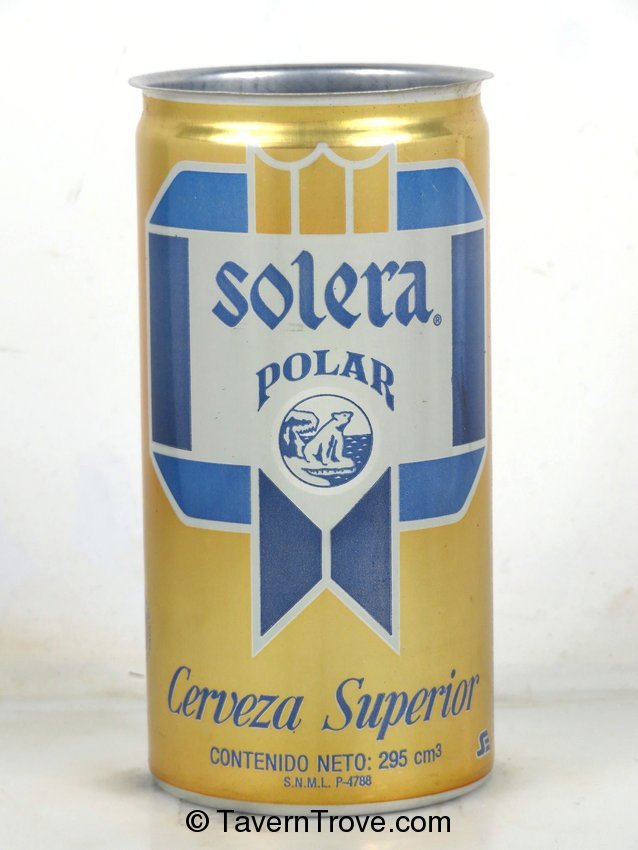 solera®
POLAR
Cerveza Superior
CONTENIDO NETO: 295 cm³
S.N.M.L. P-4788
© TavernTrove.com